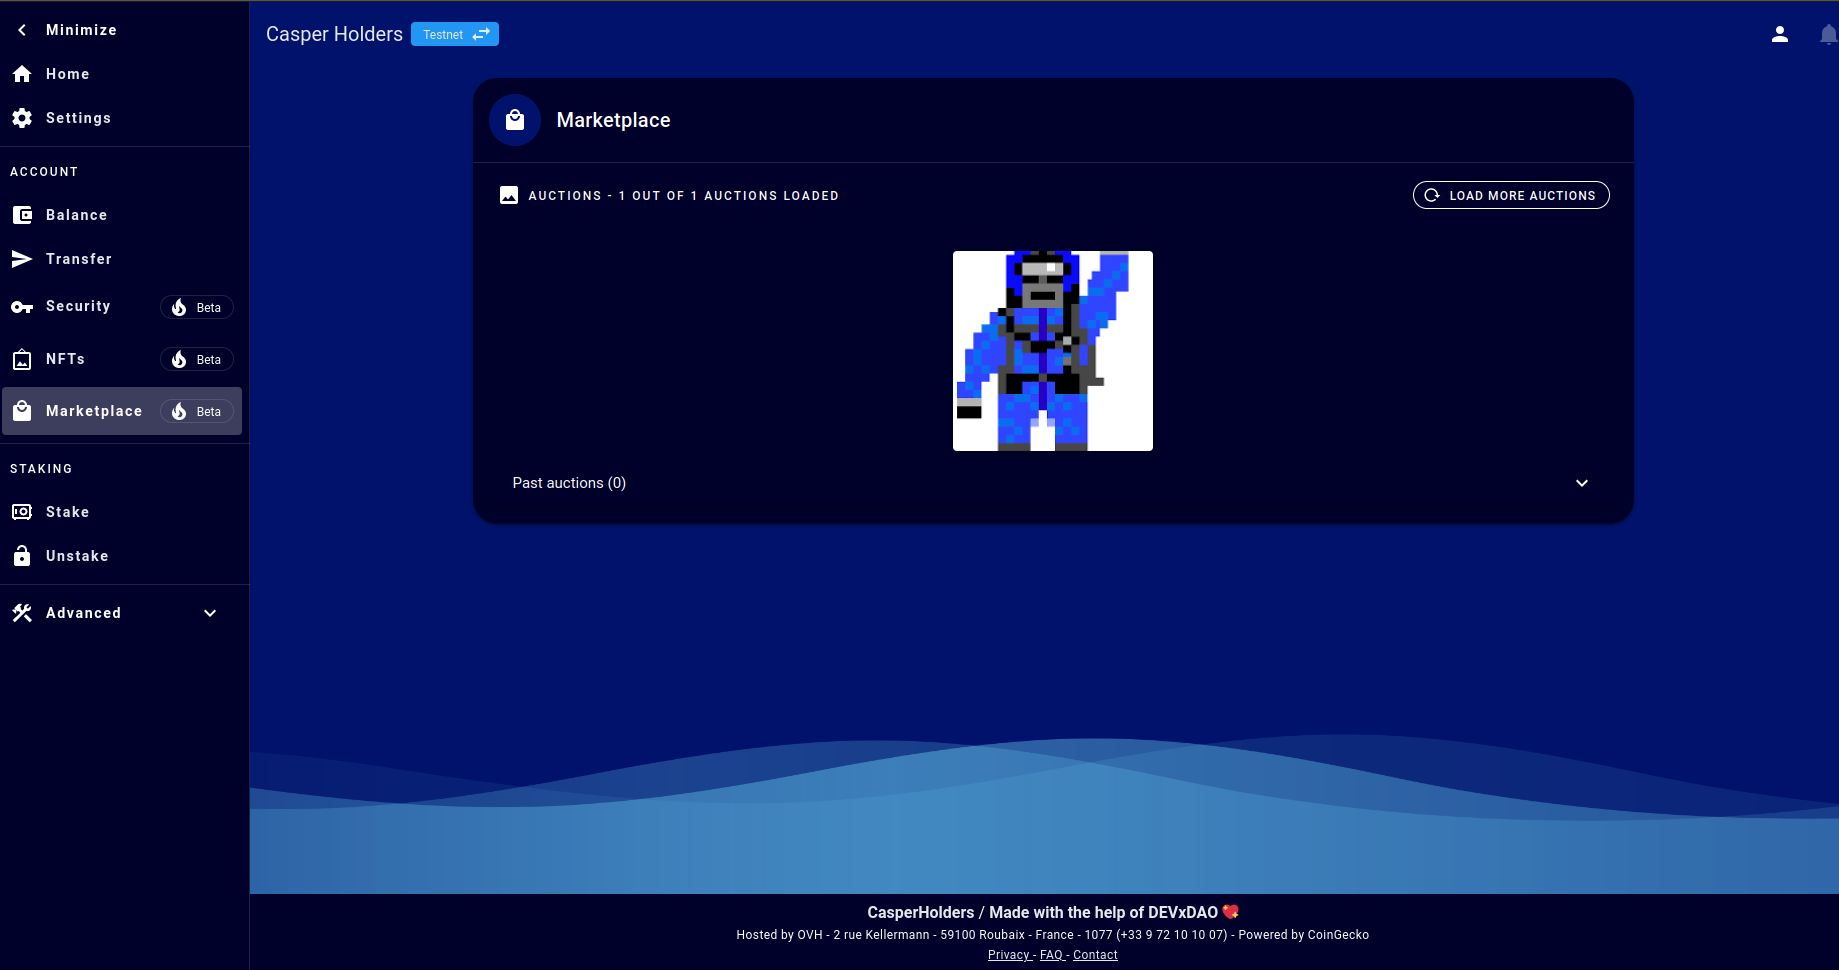 Minimize
Home
Settings
ACCOUNT
Balance
Transfer
Security Beta
NFTs Beta
Marketplace Beta
STAKING
Stake
Unstake
Advanced
Casper Holders Testnet
Marketplace
AUCTIONS - 1 OUT OF 1 AUCTIONS LOADED
LOAD MORE AUCTIONS
Past auctions (0)
CasperHolders / Made with the help of DEVxDAO 💖
Hosted by OVH - 2 rue Kellermann - 59100 Roubaix - France - 1077 (+33 9 72 10 10 07) - Powered by CoinGecko
Privacy - FAQ - Contact